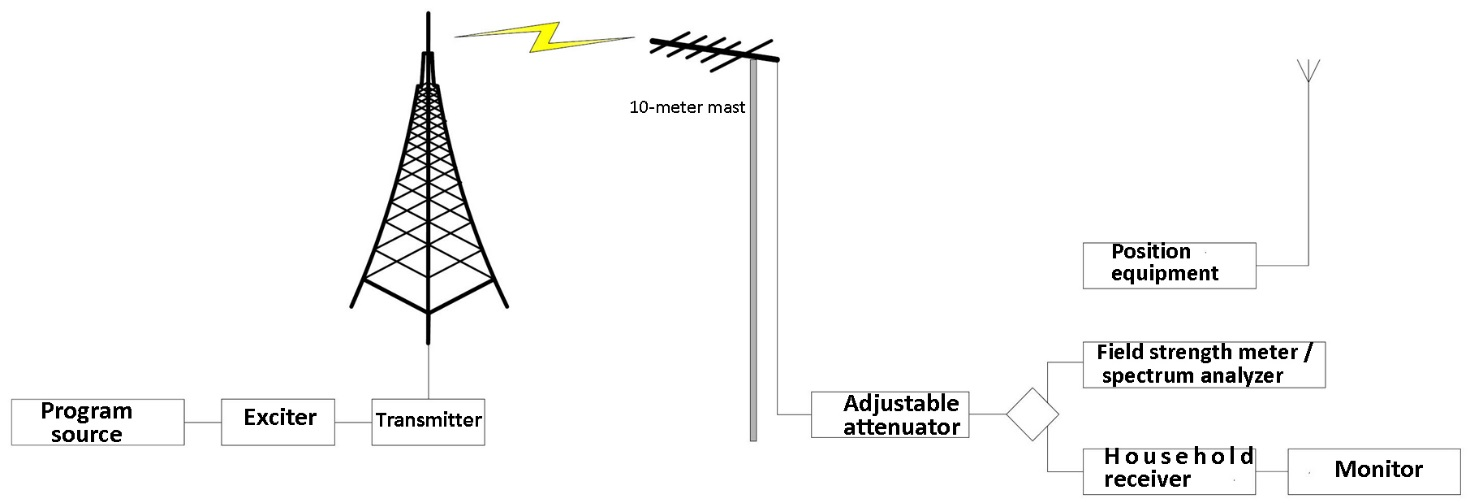 10-meter mast
Position
equipment
Field strength meter /
spectrum analyzer
Program
source
Exciter
Transmitter
Adjustable
attenuator
Household
receiver
Monitor